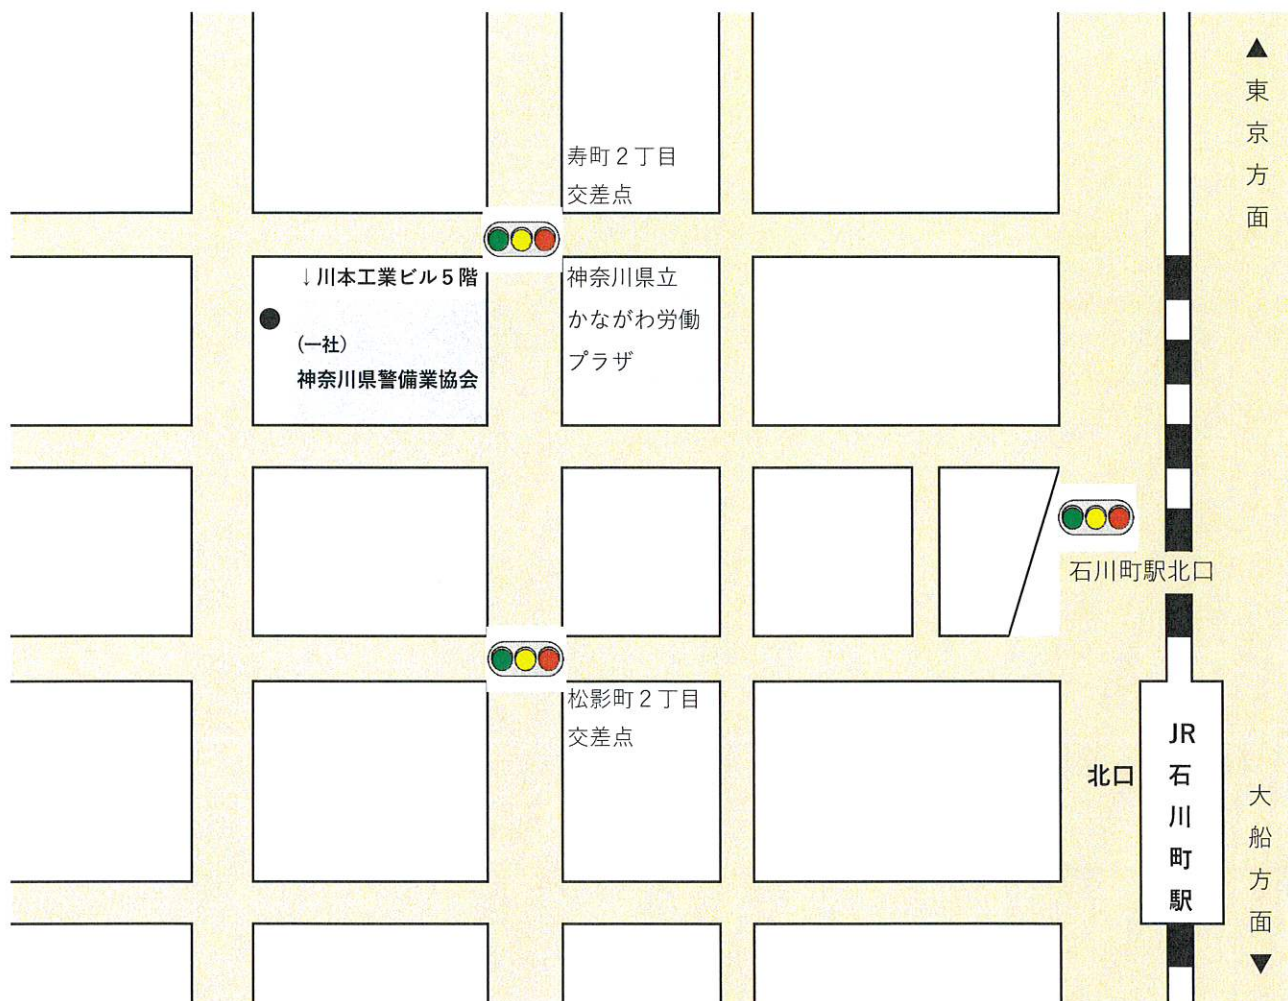 ▲
東京方面
寿町２丁目
交差点
↓川本工業ビル５階
(一社)
神奈川県警備業協会
神奈川県立
かながわ労働
プラザ
石川町駅北口
松影町２丁目
交差点
北口
JR石川町駅
大船方面
▼